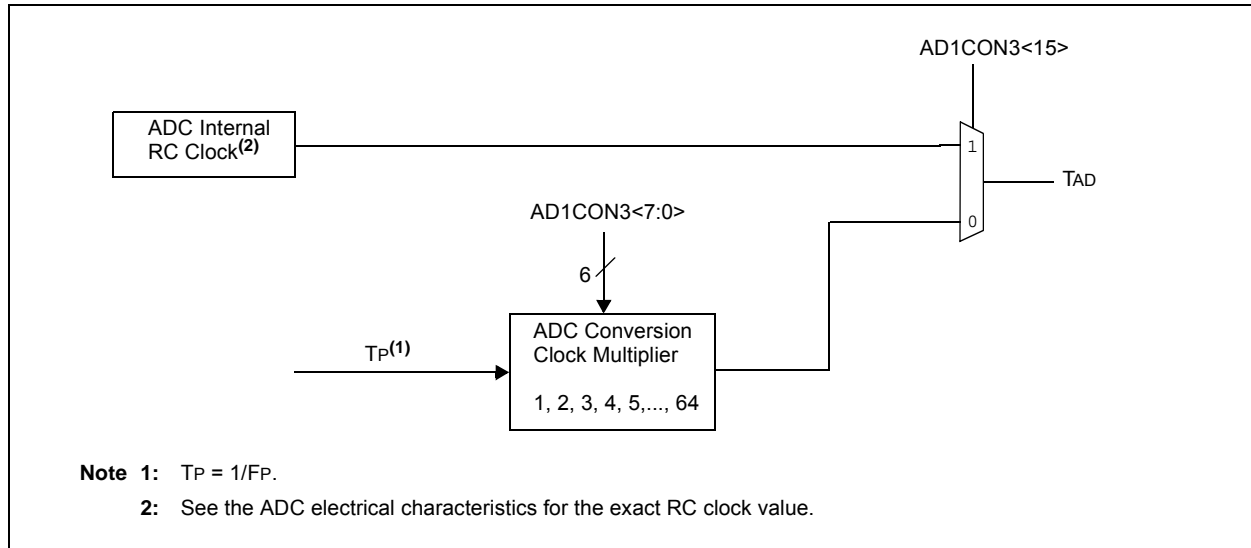 AD1CON3<15>
ADC Internal
RC Clock(2)
1
TAD
AD1CON3<7:0>
0
6
ADC Conversion
Clock Multiplier
TP(1)
1, 2, 3, 4, 5,..., 64
Note 1: TP = 1/FP.
2: See the ADC electrical characteristics for the exact RC clock value.